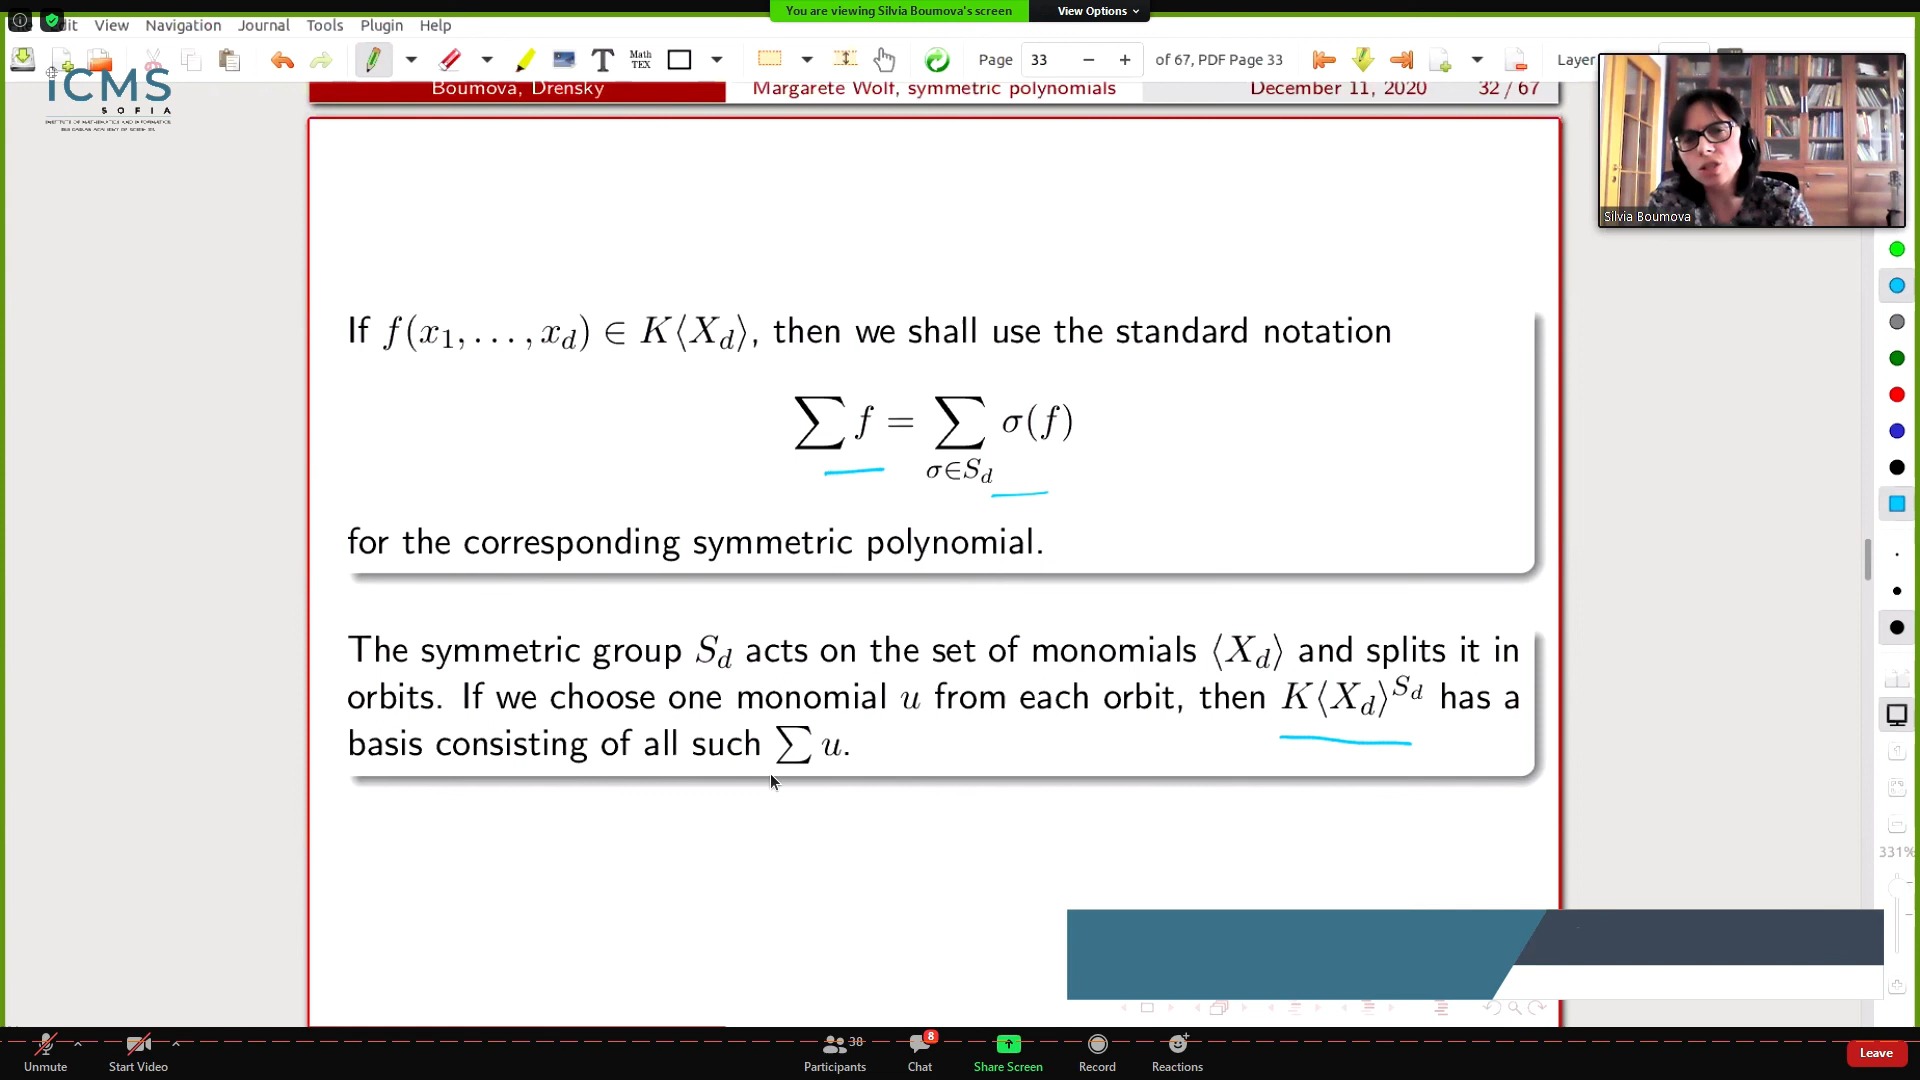 You are viewing Silvia Boumova's screen View Options
View Navigation Journal Tools Plugin Help
Math
TEX
Page 33 of 67, PDF Page 33 Layer
iCMS
SOFIA
Boumova, Drensky Margarete Wolf, symmetric polynomials December 11, 2020 32 / 67
Silvia Boumova
If f(x₁, . . . , x_d) ∈ K⟨X_d⟩, then we shall use the standard notation
∑ f = ∑ σ(f)
σ∈S_d
for the corresponding symmetric polynomial.
The symmetric group S_d acts on the set of monomials ⟨X_d⟩ and splits it in
orbits. If we choose one monomial u from each orbit, then K⟨X_d⟩^{S_d} has a
basis consisting of all such ∑ u.
331%
Unmute Start Video Participants 38 Chat 8 Share Screen Record Reactions Leave